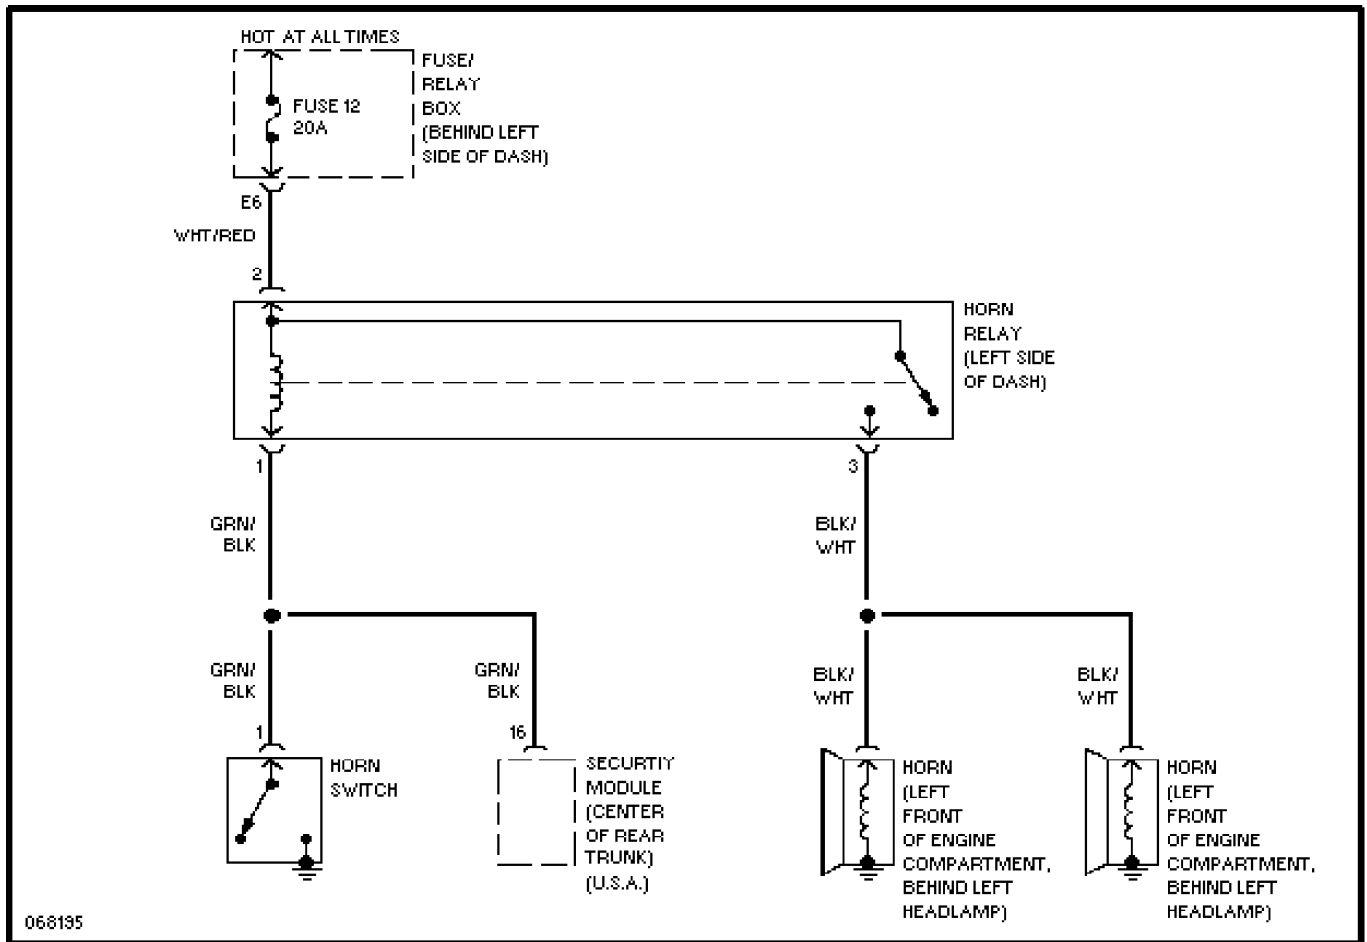 HOT AT ALL TIMES
FUSE/
RELAY
BOX
(BEHIND LEFT
SIDE OF DASH)
FUSE 12
20A
E6
WHT/RED
2
HORN
RELAY
(LEFT SIDE
OF DASH)
1
3
GRN/
BLK
BLK/
WHT
GRN/
BLK
GRN/
BLK
BLK/
WHT
BLK/
WHT
1
16
HORN
SWITCH
SECURTIY
MODULE
(CENTER
OF REAR
TRUNK)
(U.S.A.)
HORN
(LEFT
FRONT
OF ENGINE
COMPARTMENT,
BEHIND LEFT
HEADLAMP)
HORN
(LEFT
FRONT
OF ENGINE
COMPARTMENT,
BEHIND LEFT
HEADLAMP)
068195